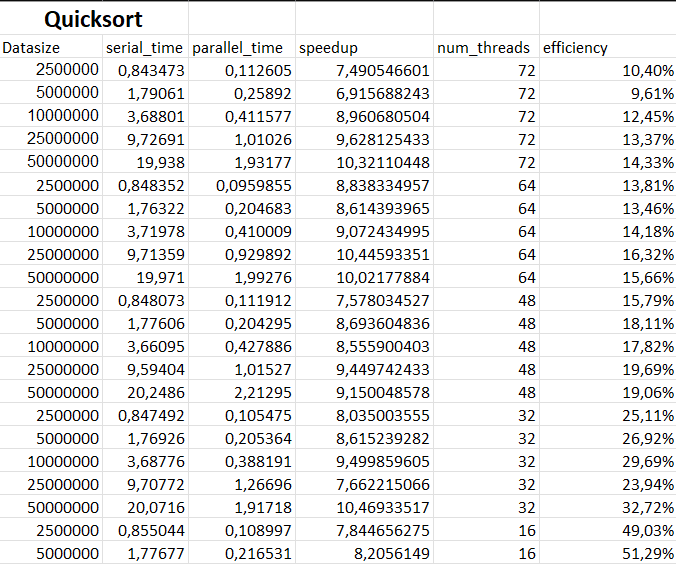 Quicksort
Datasize serial_time parallel_time speedup num_threads efficiency
2500000 0,843473 0,112605 7,490546601 72 10,40%
5000000 1,79061 0,25892 6,915688243 72 9,61%
10000000 3,68801 0,411577 8,960680504 72 12,45%
25000000 9,72691 1,01026 9,628125433 72 13,37%
50000000 19,938 1,93177 10,32110448 72 14,33%
2500000 0,848352 0,0959855 8,838334957 64 13,81%
5000000 1,76322 0,204683 8,614393965 64 13,46%
10000000 3,71978 0,410009 9,072434995 64 14,18%
25000000 9,71359 0,929892 10,44593351 64 16,32%
50000000 19,971 1,99276 10,02177884 64 15,66%
2500000 0,848073 0,111912 7,578034527 48 15,79%
5000000 1,77606 0,204295 8,693604836 48 18,11%
10000000 3,66095 0,427886 8,555900403 48 17,82%
25000000 9,59404 1,01527 9,449742433 48 19,69%
50000000 20,2486 2,21295 9,150048578 48 19,06%
2500000 0,847492 0,105475 8,035003555 32 25,11%
5000000 1,76926 0,205364 8,615239282 32 26,92%
10000000 3,68776 0,388191 9,499859605 32 29,69%
25000000 9,70772 1,26696 7,662215066 32 23,94%
50000000 20,0716 1,91718 10,46933517 32 32,72%
2500000 0,855044 0,108997 7,844656275 16 49,03%
5000000 1,77677 0,216531 8,2056149 16 51,29%